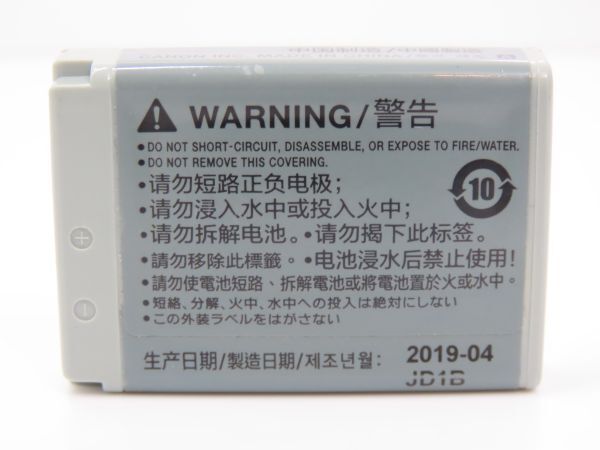 CANON INC. MADE IN CHINA/
⚠ WARNING/警告
•DO NOT SHORT-CIRCUIT, DISASSEMBLE, OR EXPOSE TO FIRE/WATER.
•DO NOT REMOVE THIS COVERING.
•请勿短路正负电极；
•请勿浸入水中或投入火中；
•请勿拆解电池。•请勿揭下此标签。
•請勿移除此標籤。•电池浸水后禁止使用！
•請勿使電池短路、拆解電池或將電池置於火或水中。
•短絡、分解、火中、水中への投入は絶対にしない
•この外装ラベルをはがさない
10
+
−
生产日期/製造日期/제조년월: 2019-04
JD1B